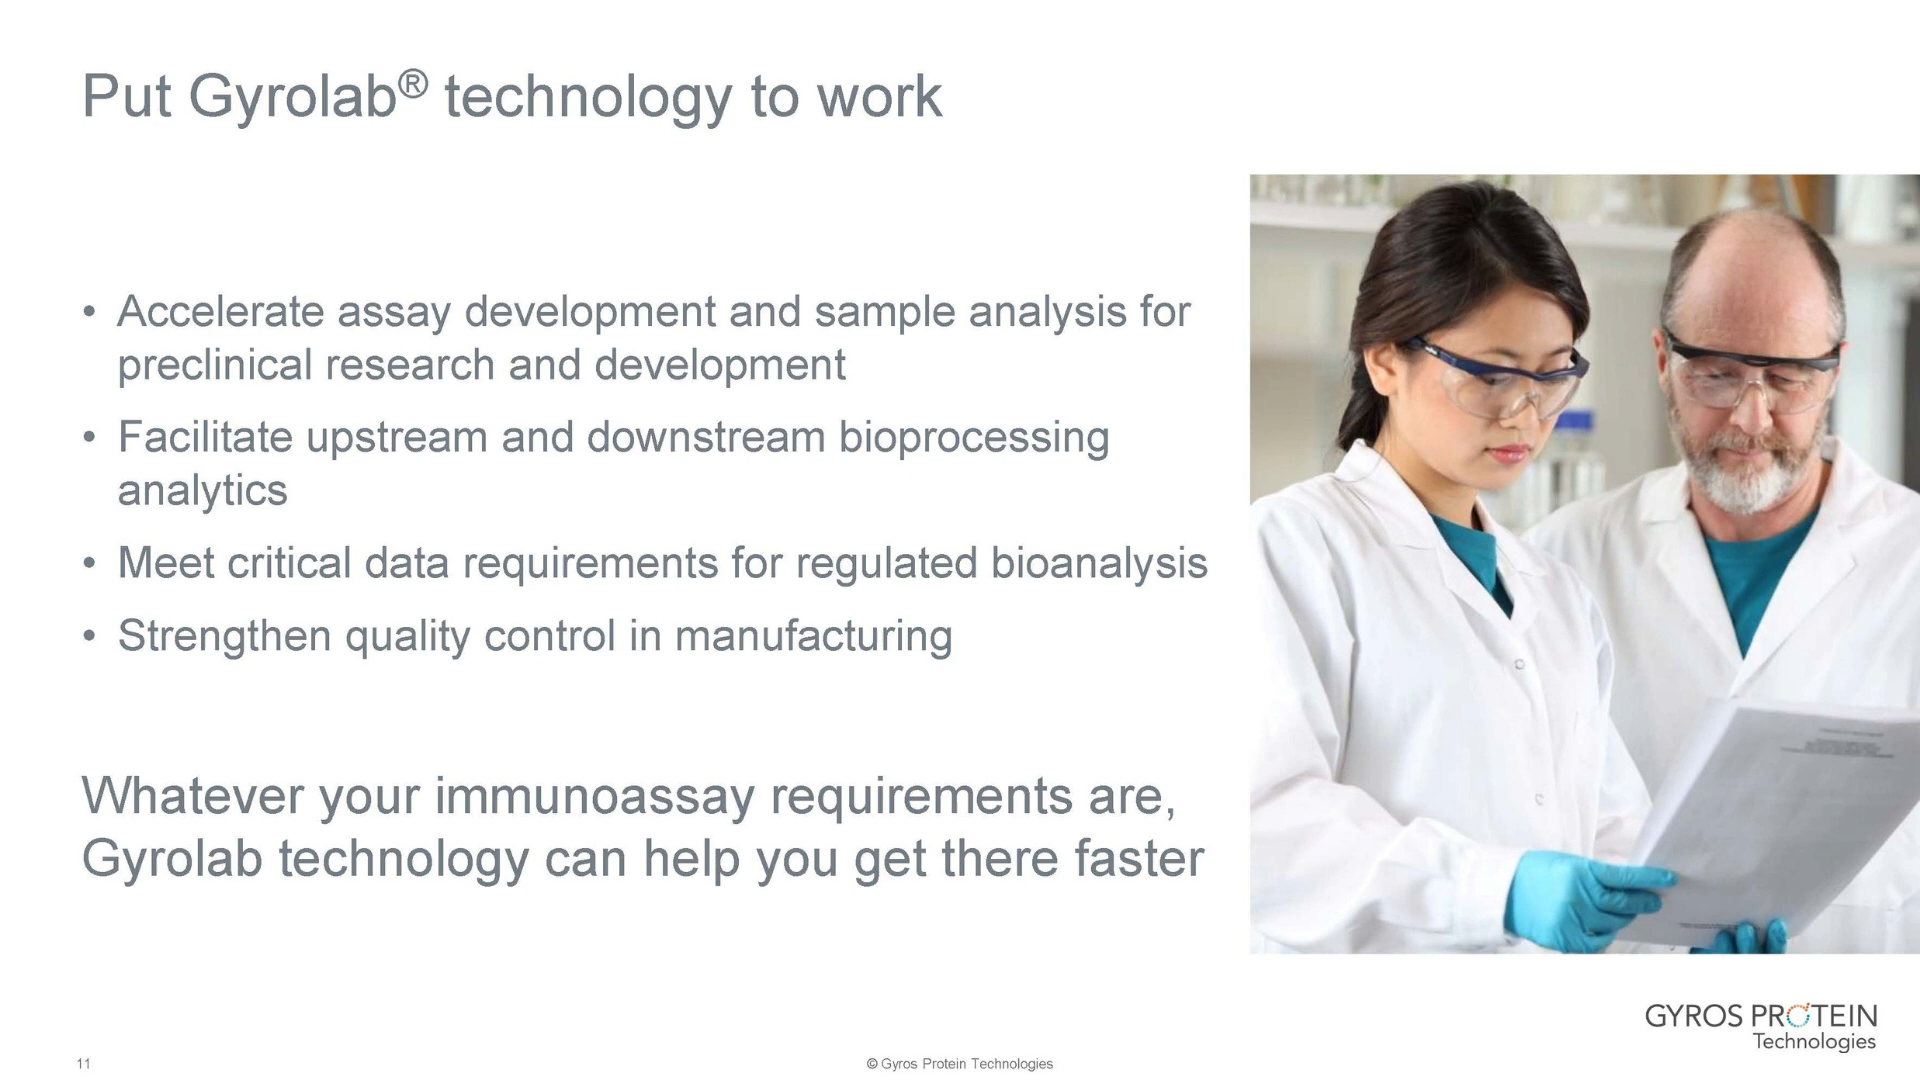 Put Gyrolab® technology to work
• Accelerate assay development and sample analysis for
preclinical research and development
• Facilitate upstream and downstream bioprocessing
analytics
• Meet critical data requirements for regulated bioanalysis
• Strengthen quality control in manufacturing
Whatever your immunoassay requirements are,
Gyrolab technology can help you get there faster
GYROS PROTEIN
Technologies
11
© Gyros Protein Technologies